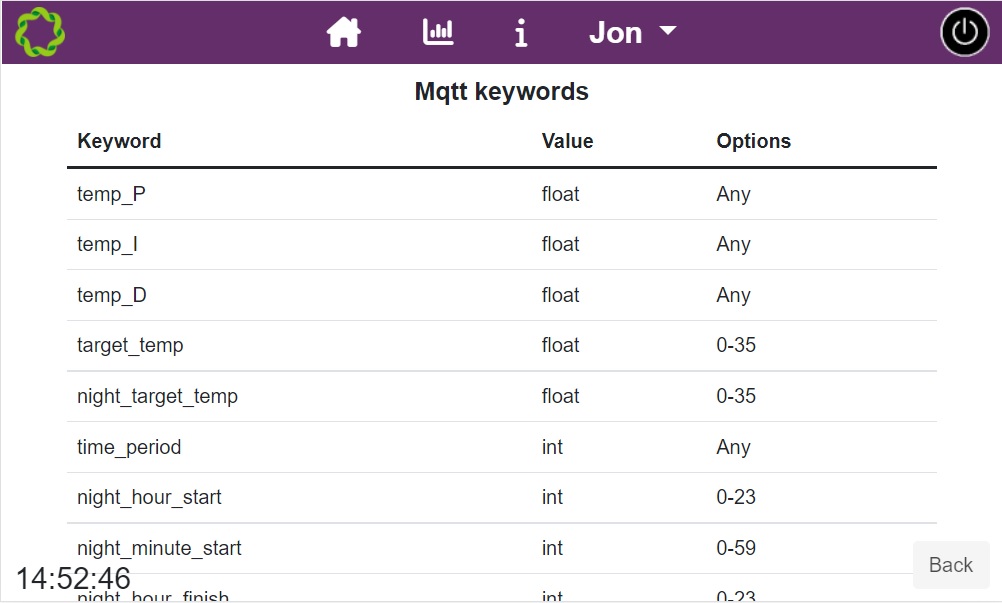 Jon
Mqtt keywords
Keyword Value Options
temp_P float Any
temp_I float Any
temp_D float Any
target_temp float 0-35
night_target_temp float 0-35
time_period int Any
night_hour_start int 0-23
night_minute_start int 0-59
Back
14:52:46
night_hour_finish int 0-23